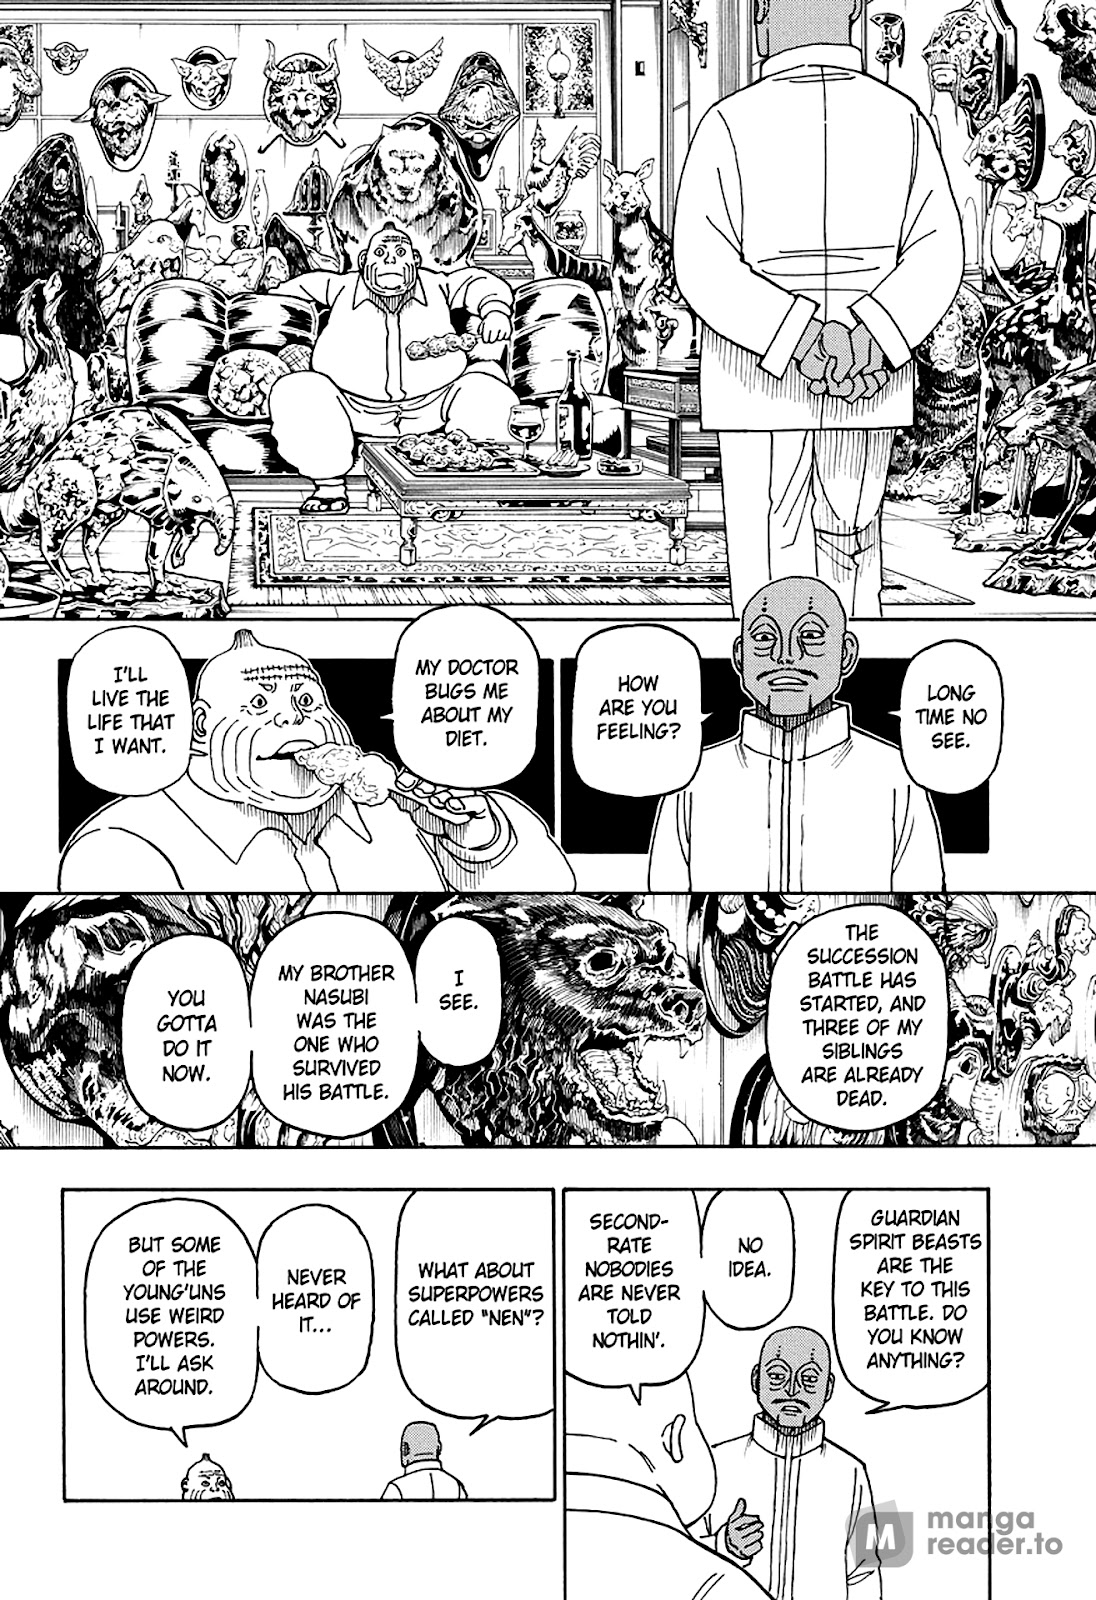 LONG
TIME NO
SEE.
HOW
ARE YOU
FEELING?
MY DOCTOR
BUGS ME
ABOUT MY
DIET.
I'LL
LIVE THE
LIFE THAT
I WANT.
THE
SUCCESSION
BATTLE HAS
STARTED, AND
THREE OF MY
SIBLINGS
ARE ALREADY
DEAD.
I
SEE.
MY BROTHER
NASUBI
WAS THE
ONE WHO
SURVIVED
HIS BATTLE.
YOU
GOTTA
DO IT
NOW.
GUARDIAN
SPIRIT BEASTS
ARE THE
KEY TO THIS
BATTLE. DO
YOU KNOW
ANYTHING?
NO
IDEA.
SECOND-
RATE
NOBODIES
ARE NEVER
TOLD
NOTHIN'.
WHAT ABOUT
SUPERPOWERS
CALLED "NEN"?
NEVER
HEARD OF
IT...
BUT SOME
OF THE
YOUNG'UNS
USE WEIRD
POWERS.
I'LL ASK
AROUND.
M
manga
reader.to